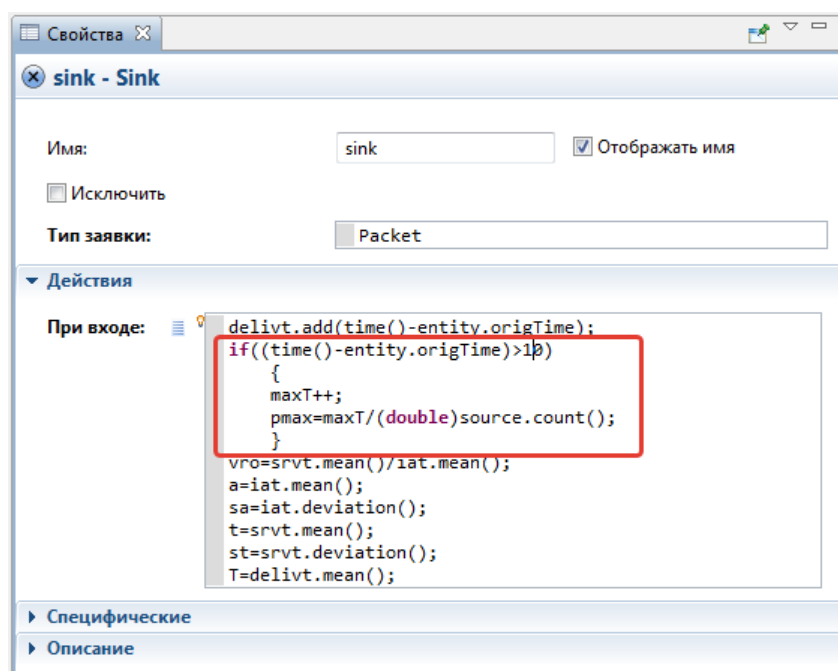 Свойства
sink - Sink
Имя: sink Отображать имя
Исключить
Тип заявки: Packet
Действия
При входе: delivt.add(time()-entity.origTime);
if((time()-entity.origTime)>10)
{
maxT++;
pmax=maxT/(double)source.count();
}
vro=srvt.mean()/iat.mean();
a=iat.mean();
sa=iat.deviation();
t=srvt.mean();
st=srvt.deviation();
T=delivt.mean();
Специфические
Описание